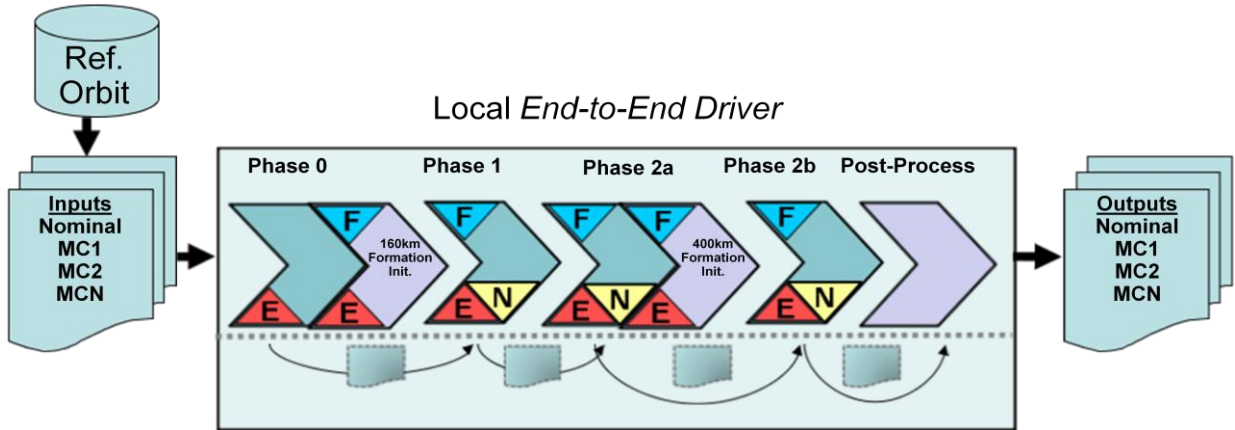 Ref.
Orbit
Local End-to-End Driver
Inputs
Nominal
MC1
MC2
MCN
Phase 0
Phase 1
Phase 2a
Phase 2b
Post-Process
F
160km
Formation
Init.
E
E
F
E
N
F
F
400km
Formation
Init.
E
N
E
F
E
N
Outputs
Nominal
MC1
MC2
MCN